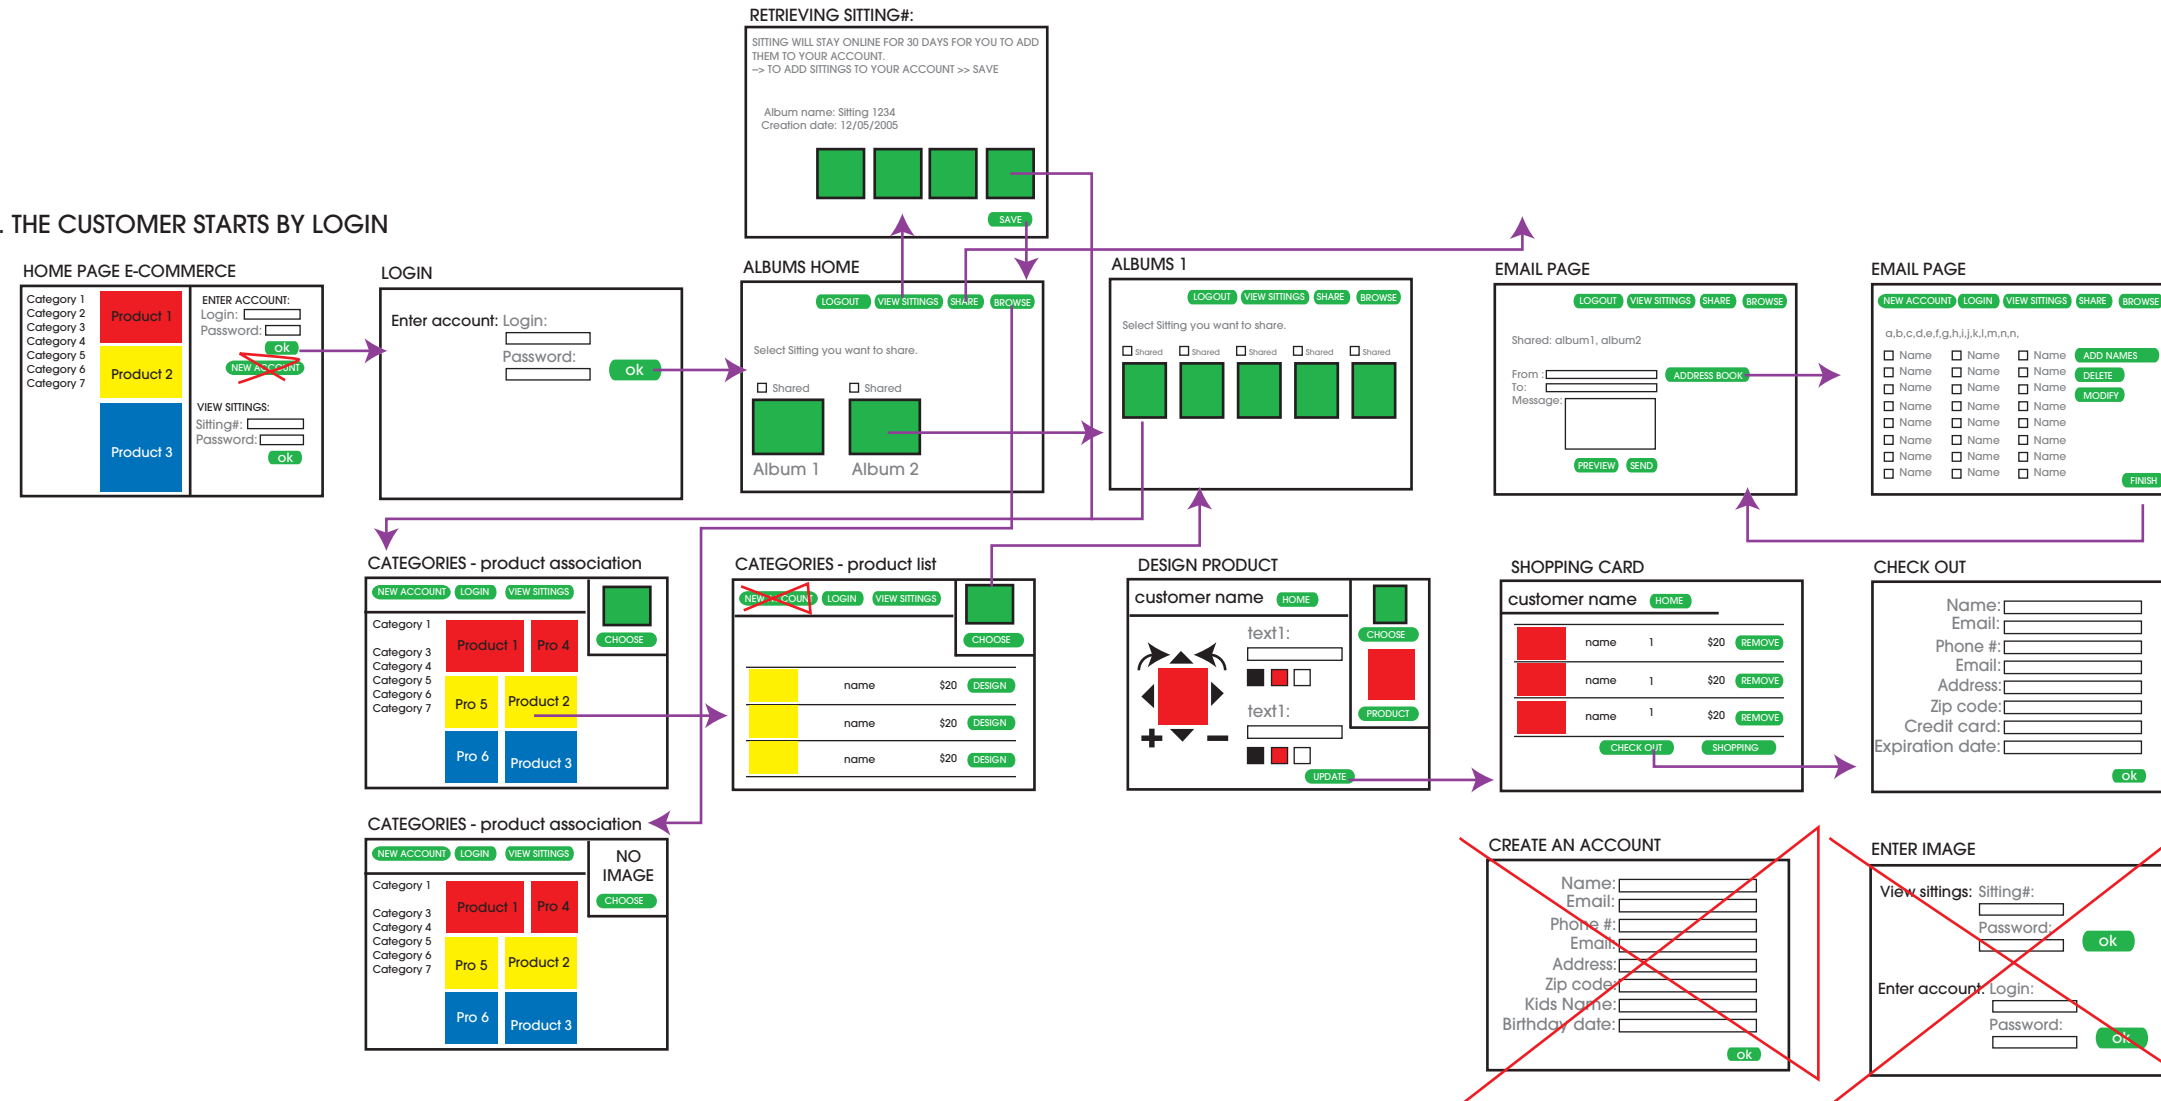 RETRIEVING SITTING#:
SITTING WILL STAY ONLINE FOR 30 DAYS FOR YOU TO ADD
THEM TO YOUR ACCOUNT.
--> TO ADD SITTINGS TO YOUR ACCOUNT >> SAVE
Album name: Sitting 1234
Creation date: 12/05/2005
SAVE
. THE CUSTOMER STARTS BY LOGIN
HOME PAGE E-COMMERCE
Category 1
Category 2
Category 3
Category 4
Category 5
Category 6
Category 7
Product 1
Product 2
Product 3
ENTER ACCOUNT:
Login:
Password:
ok
NEW ACCOUNT
VIEW SITTINGS:
Sitting#:
Password:
ok
LOGIN
Enter account: Login:
Password:
ok
ALBUMS HOME
LOGOUT VIEW SITTINGS SHARE BROWSE
Select Sitting you want to share.
Shared Shared
Album 1 Album 2
ALBUMS 1
LOGOUT VIEW SITTINGS SHARE BROWSE
Select Sitting you want to share.
Shared Shared Shared Shared Shared
EMAIL PAGE
LOGOUT VIEW SITTINGS SHARE BROWSE
Shared: album1, album2
From :
To:
Message:
ADDRESS BOOK
PREVIEW SEND
EMAIL PAGE
NEW ACCOUNT LOGIN VIEW SITTINGS SHARE BROWSE
a,b,c,d,e,f,g,h,i,j,k,l,m,n,n,
Name Name Name ADD NAMES
Name Name Name DELETE
Name Name Name MODIFY
Name Name Name
Name Name Name
Name Name Name
Name Name Name
Name Name Name
FINISH
CATEGORIES - product association
NEW ACCOUNT LOGIN VIEW SITTINGS
CHOOSE
Category 1
Category 3
Category 4
Category 5
Category 6
Category 7
Product 1 Pro 4
Pro 5 Product 2
Pro 6 Product 3
CATEGORIES - product list
NEW ACCOUNT LOGIN VIEW SITTINGS
CHOOSE
name $20 DESIGN
name $20 DESIGN
name $20 DESIGN
DESIGN PRODUCT
customer name HOME
text1:
text1:
CHOOSE
PRODUCT
UPDATE
SHOPPING CARD
customer name HOME
name 1 $20 REMOVE
name 1 $20 REMOVE
name 1 $20 REMOVE
CHECK OUT SHOPPING
CHECK OUT
Name:
Email:
Phone #:
Email:
Address:
Zip code:
Credit card:
Expiration date:
ok
CATEGORIES - product association
NEW ACCOUNT LOGIN VIEW SITTINGS
NO
IMAGE
CHOOSE
Category 1
Category 3
Category 4
Category 5
Category 6
Category 7
Product 1 Pro 4
Pro 5 Product 2
Pro 6 Product 3
CREATE AN ACCOUNT
Name:
Email:
Phone #:
Email:
Address:
Zip code:
Kids Name:
Birthday date:
ok
ENTER IMAGE
View sittings: Sitting#:
Password:
ok
Enter account: Login:
Password:
ok